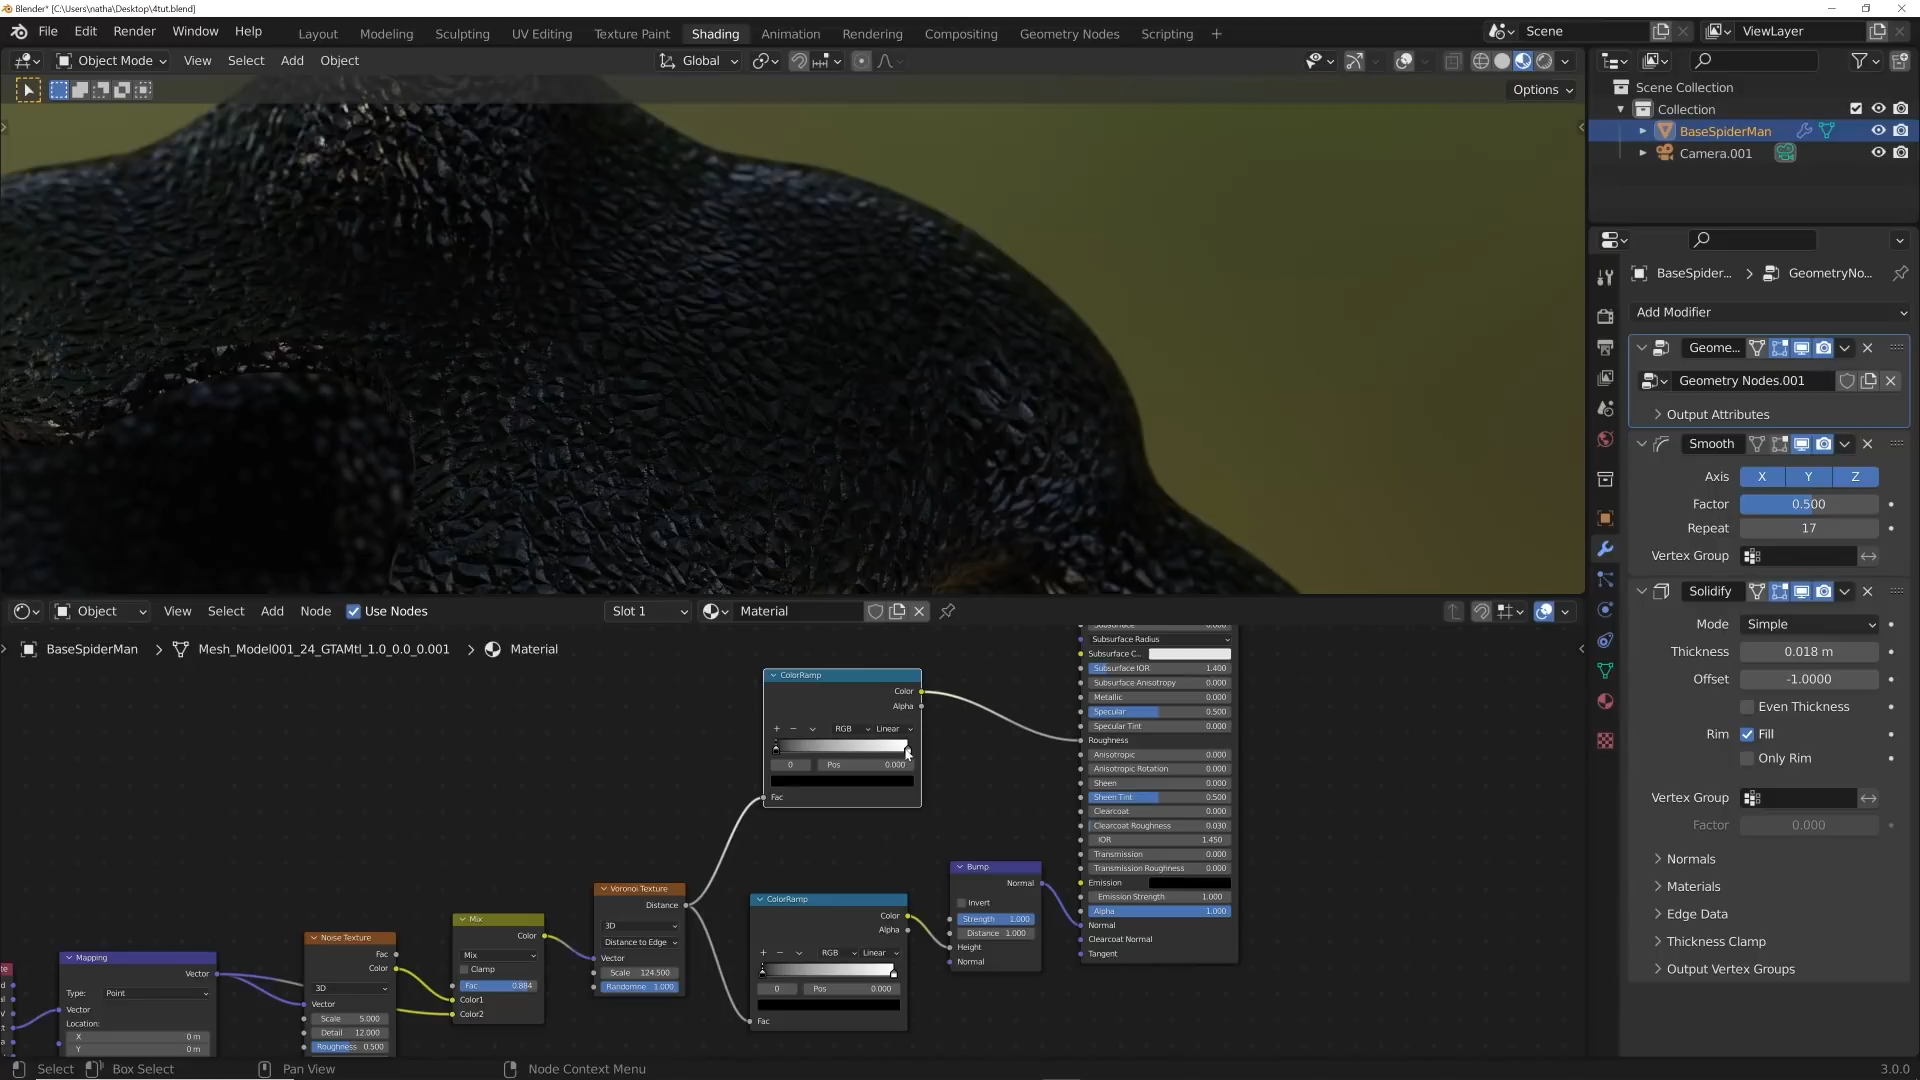 Blender* [C:\Users\natha\Desktop\4tut.blend]
File Edit Render Window Help Layout Modeling Sculpting UV Editing Texture Paint Shading Animation Rendering Compositing Geometry Nodes Scripting + Scene ViewLayer
Object Mode View Select Add Object Global
Options
Scene Collection
Collection
BaseSpiderMan
Camera.001
BaseSpider... GeometryNo...
Add Modifier
Geome...
Geometry Nodes.001
Output Attributes
Smooth
Axis X Y Z
Factor 0.500
Repeat 17
Vertex Group
Solidify
Mode Simple
Thickness 0.018 m
Offset -1.0000
Even Thickness
Rim Fill
Only Rim
Vertex Group
Factor 0.000
Normals
Materials
Edge Data
Thickness Clamp
Output Vertex Groups
Object View Select Add Node Use Nodes Slot 1 Material
BaseSpiderMan > Mesh_Model001_24_GTAMtl_1.0_0.0_0.001 > Material
Subsurface Radius
Subsurface C...
Subsurface IOR 1.400
Subsurface Anisotropy 0.000
Metallic 0.000
Specular 0.500
Specular Tint 0.000
Roughness
Anisotropic 0.000
Anisotropic Rotation 0.000
Sheen 0.000
Sheen Tint 0.500
Clearcoat 0.000
Clearcoat Roughness 0.030
IOR 1.450
Transmission 0.000
Transmission Roughness 0.000
Emission
Emission Strength 1.000
Alpha 1.000
Normal
Clearcoat Normal
Tangent
ColorRamp
Color
Alpha
+ − RGB Linear
0 Pos 0.000
Fac
Bump
Normal
Invert
Strength 1.000
Distance 1.000
Height
Normal
ColorRamp
Color
Alpha
+ − RGB Linear
0 Pos 0.000
Fac
Voronoi Texture
Distance
3D
Distance to Edge
Vector
Scale 124.500
Randomne 1.000
Mix
Color
Mix
Clamp
Fac 0.884
Color1
Color2
Noise Texture
Fac
Color
3D
Vector
Scale 5.000
Detail 12.000
Roughness 0.500
Mapping
Vector
Type: Point
Vector
Location:
X 0 m
Y 0 m
Select Box Select Pan View Node Context Menu 3.0.0